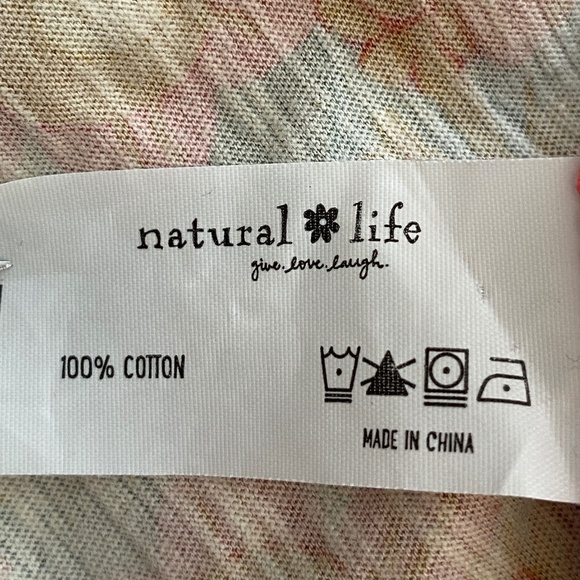 natural life
give.love.laugh.
100% COTTON
MADE IN CHINA